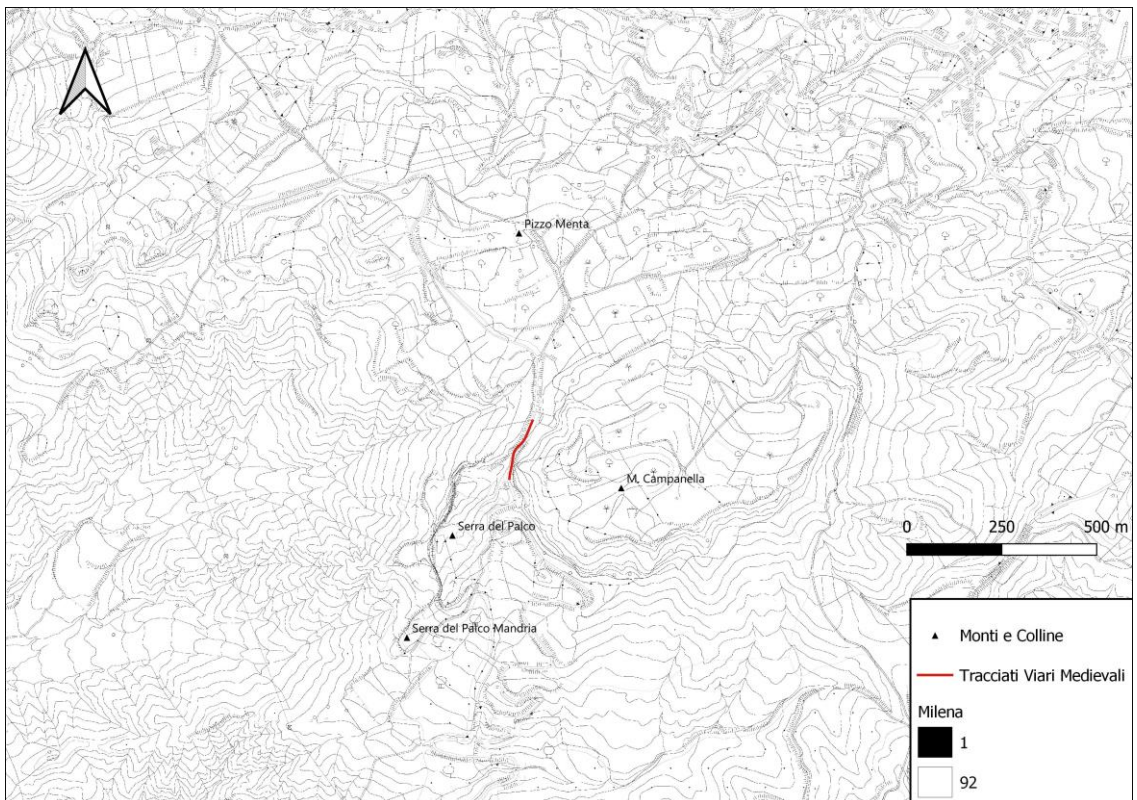 Pizzo Menta
M. Campanella
Serra del Palco
Serra del Palco Mandria
0 250 500 m
Monti e Colline
Tracciati Viari Medievali
Milena
1
92